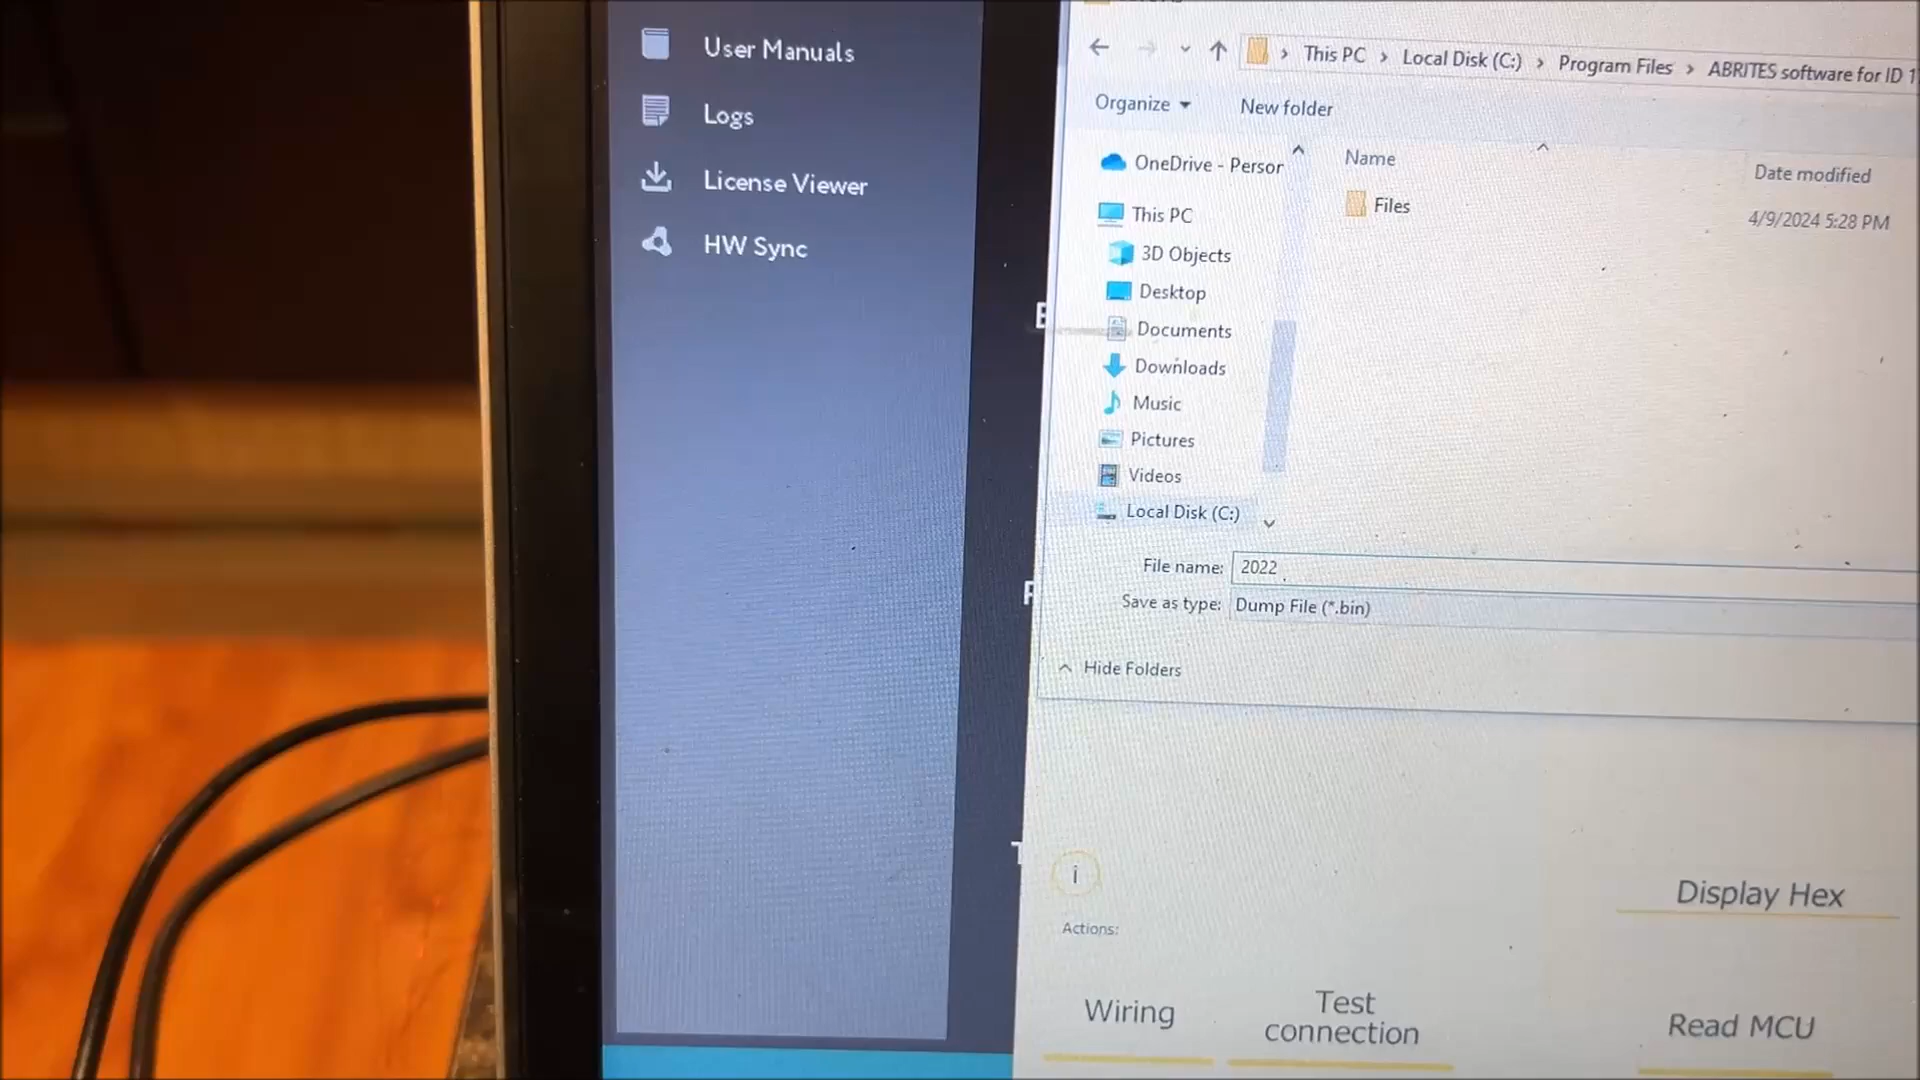 User Manuals
Logs
License Viewer
HW Sync
This PC > Local Disk (C:) > Program Files > ABRITES software for ID 1
Organize
New folder
OneDrive - Person
This PC
3D Objects
Desktop
Documents
Downloads
Music
Pictures
Videos
Local Disk (C:)
Name
Date modified
Files
4/9/2024 5:28 PM
File name: 2022
Save as type: Dump File (*.bin)
Hide Folders
i
Actions:
Display Hex
Wiring
Test
connection
Read MCU